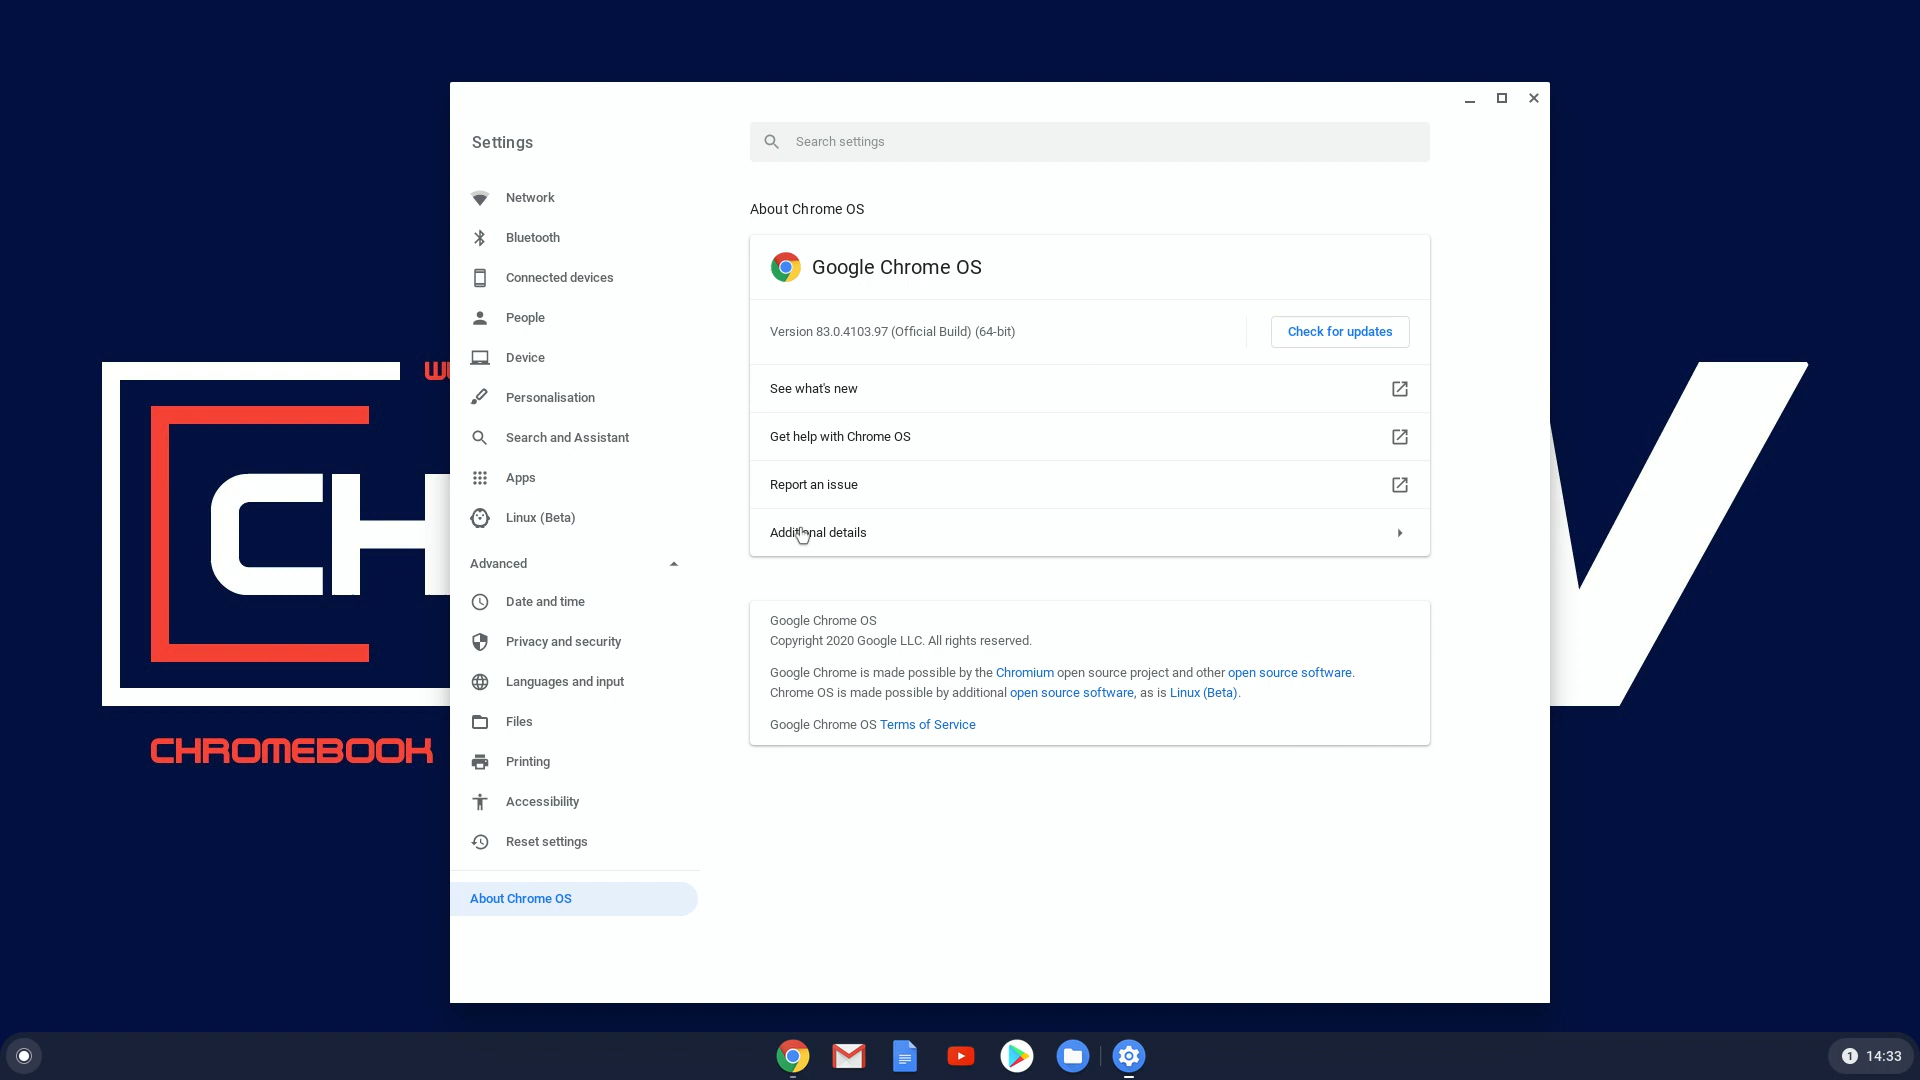 Settings
Search settings
Network
Bluetooth
Connected devices
People
Device
Personalisation
Search and Assistant
Apps
Linux (Beta)
Advanced
Date and time
Privacy and security
Languages and input
Files
Printing
Accessibility
Reset settings
About Chrome OS
About Chrome OS
Google Chrome OS
Version 83.0.4103.97 (Official Build) (64-bit)
Check for updates
See what's new
Get help with Chrome OS
Report an issue
Additional details
Google Chrome OS
Copyright 2020 Google LLC. All rights reserved.
Google Chrome is made possible by the Chromium open source project and other open source software.
Chrome OS is made possible by additional open source software, as is Linux (Beta).
Google Chrome OS Terms of Service
CH
CHROMEBOOK
1 14:33